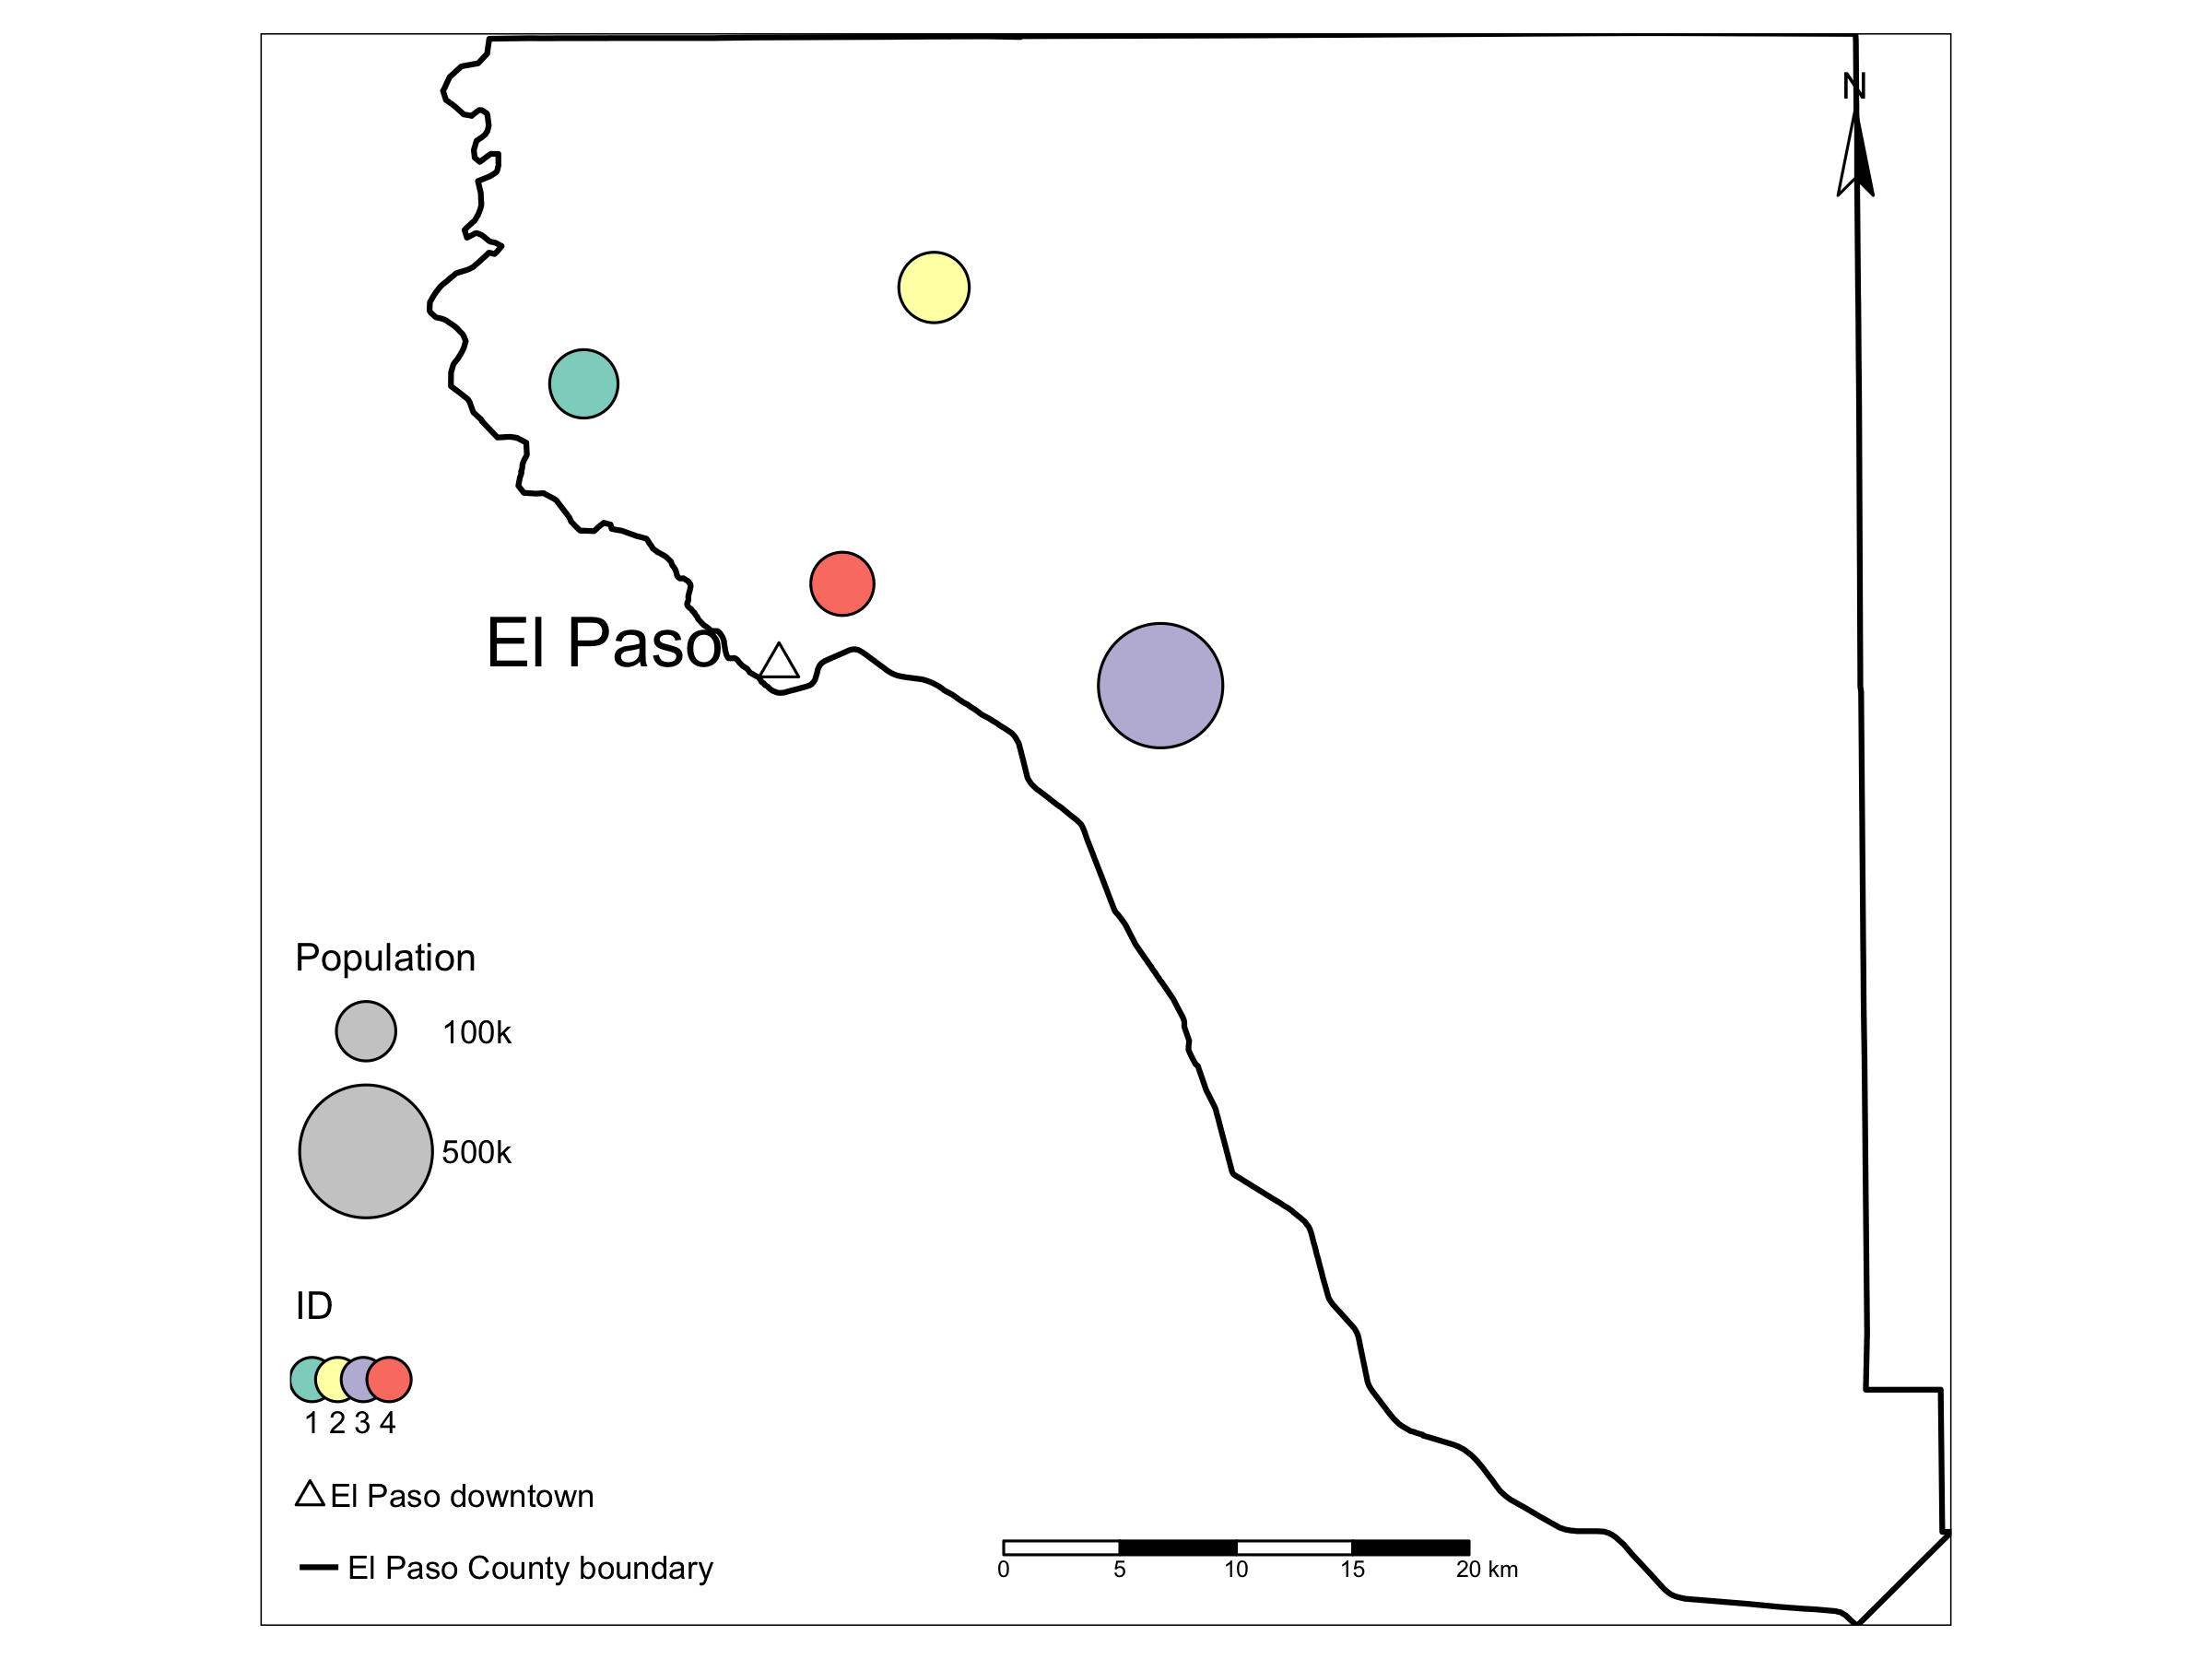 N
El Paso
Population
100k
500k
ID
1 2 3 4
El Paso downtown
El Paso County boundary
0 5 10 15 20 km